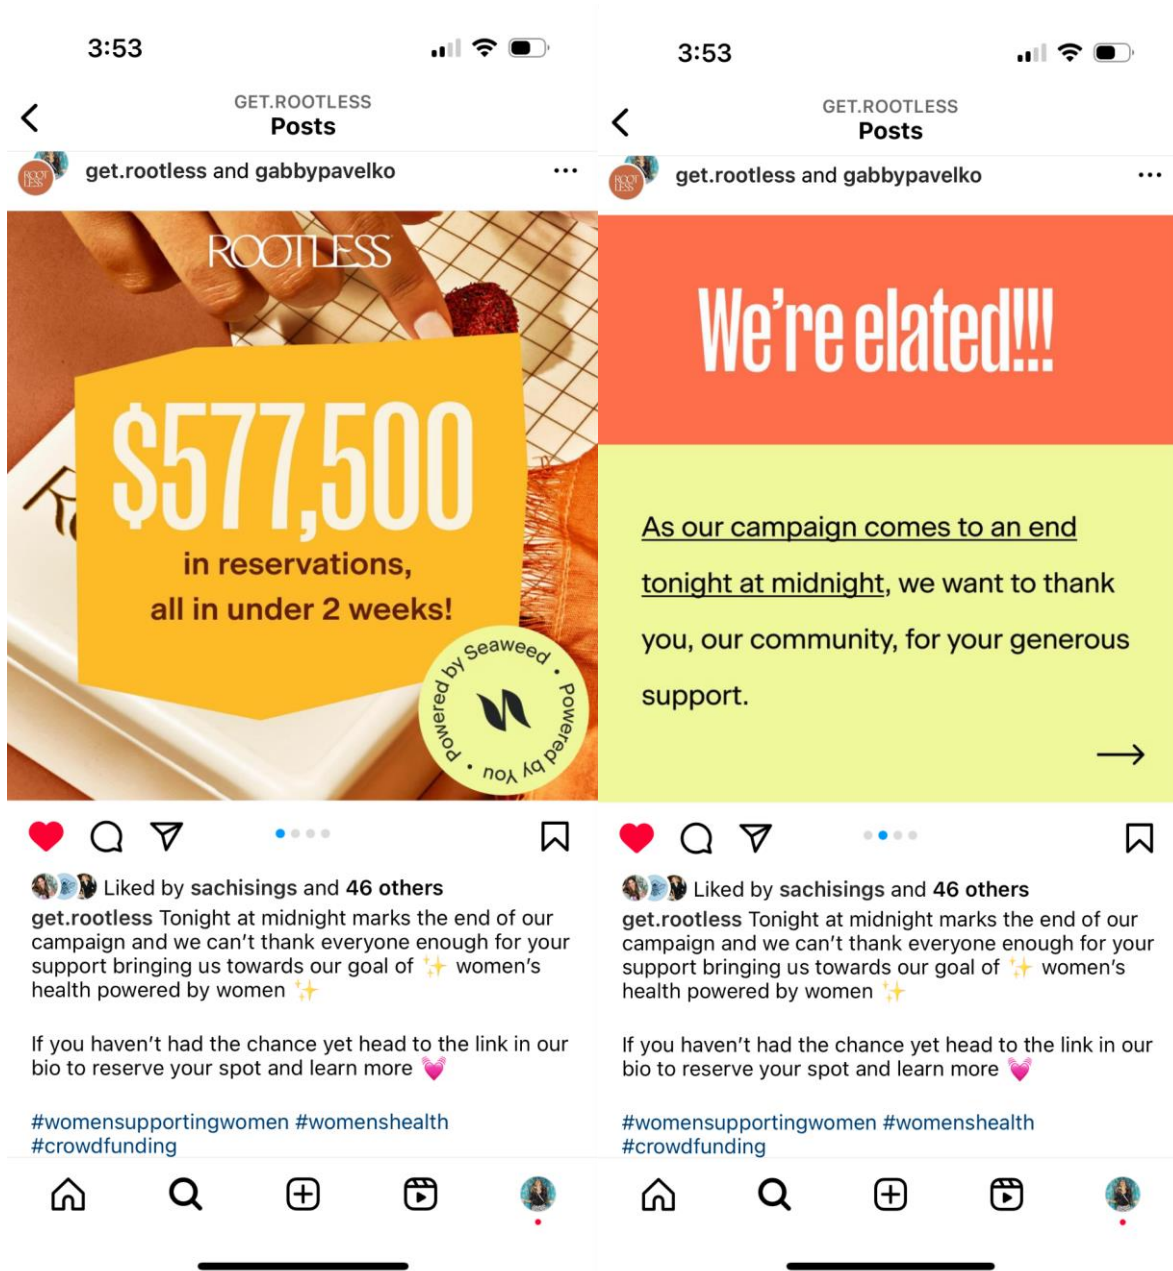 3:53
GET.ROOTLESS
Posts
get.rootless and gabbypavelko
ROOT
LESS
ROOTLESS
$577,500
in reservations,
all in under 2 weeks!
Powered by Seaweed • Powered by You •
Liked by sachisings and 46 others
get.rootless Tonight at midnight marks the end of our
campaign and we can't thank everyone enough for your
support bringing us towards our goal of ✨ women's
health powered by women ✨
If you haven't had the chance yet head to the link in our
bio to reserve your spot and learn more 💓
#womensupportingwomen #womenshealth
#crowdfunding
3:53
GET.ROOTLESS
Posts
get.rootless and gabbypavelko
ROOT
LESS
We're elated!!!
As our campaign comes to an end
tonight at midnight, we want to thank
you, our community, for your generous
support.
Liked by sachisings and 46 others
get.rootless Tonight at midnight marks the end of our
campaign and we can't thank everyone enough for your
support bringing us towards our goal of ✨ women's
health powered by women ✨
If you haven't had the chance yet head to the link in our
bio to reserve your spot and learn more 💓
#womensupportingwomen #womenshealth
#crowdfunding